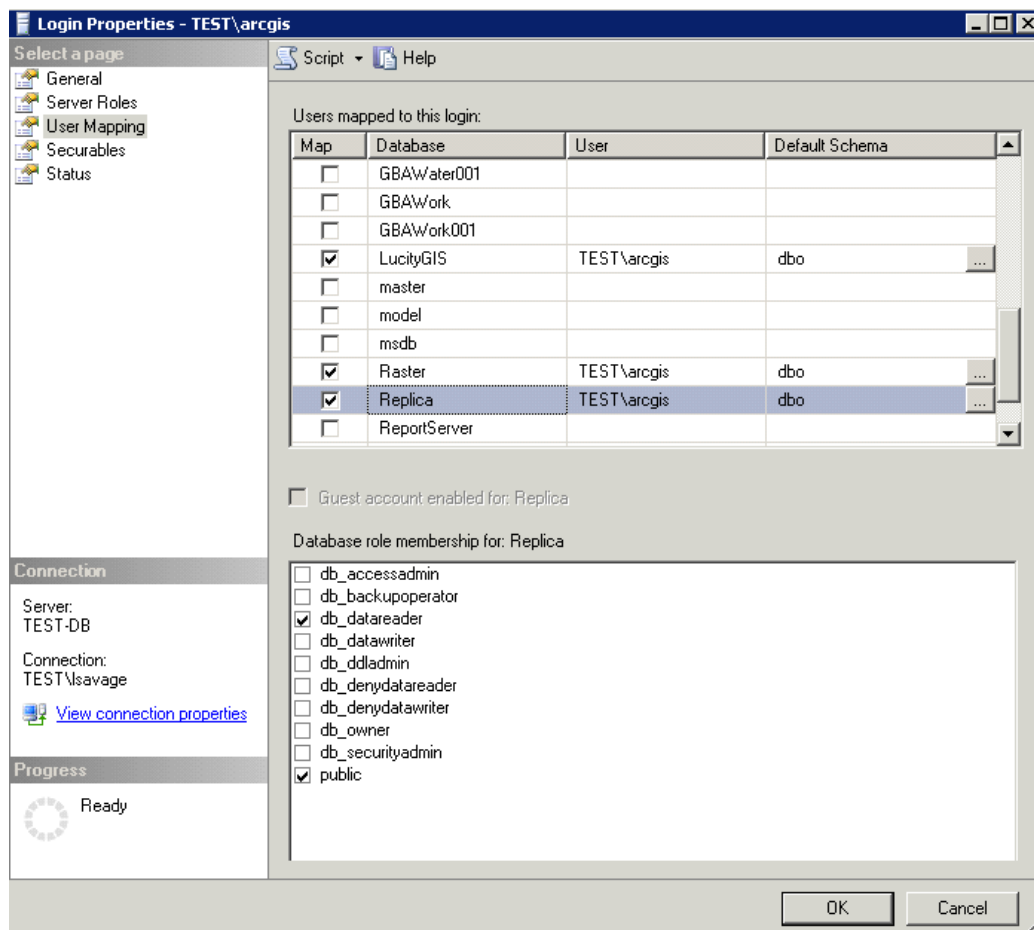 Login Properties - TEST\arcgis
Select a page
General
Server Roles
User Mapping
Securables
Status
Script Help
Users mapped to this login:
Map Database User Default Schema
GBAWater001
GBAWork
GBAWork001
LucityGIS TEST\arcgis dbo ...
master
model
msdb
Raster TEST\arcgis dbo ...
Replica TEST\arcgis dbo ...
ReportServer
Guest account enabled for: Replica
Database role membership for: Replica
db_accessadmin
db_backupoperator
db_datareader
db_datawriter
db_ddladmin
db_denydatareader
db_denydatawriter
db_owner
db_securityadmin
public
Connection
Server:
TEST-DB
Connection:
TEST\lsavage
View connection properties
Progress
Ready
OK Cancel